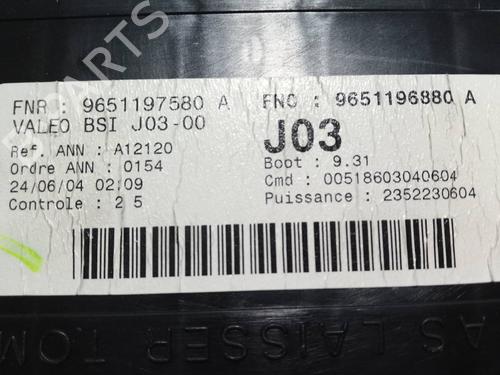 FNR : 9651197580 A
FNC : 9651196880 A
VALEO BSI J03-00
J03
Ref. ANN : A12120
Boot : 9.31
Ordre ANN : 0154
Cmd : 00518603040604
24/06/04 02:09
Puissance : 2352230604
Controle : 2 5
AS LAISSER TOM